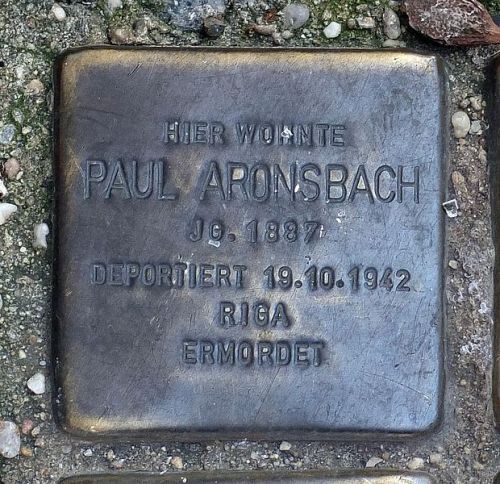 HIER WOHNTE
PAUL ARONSBACH
JG. 1887
DEPORTIERT 19.10.1942
RIGA
ERMORDET